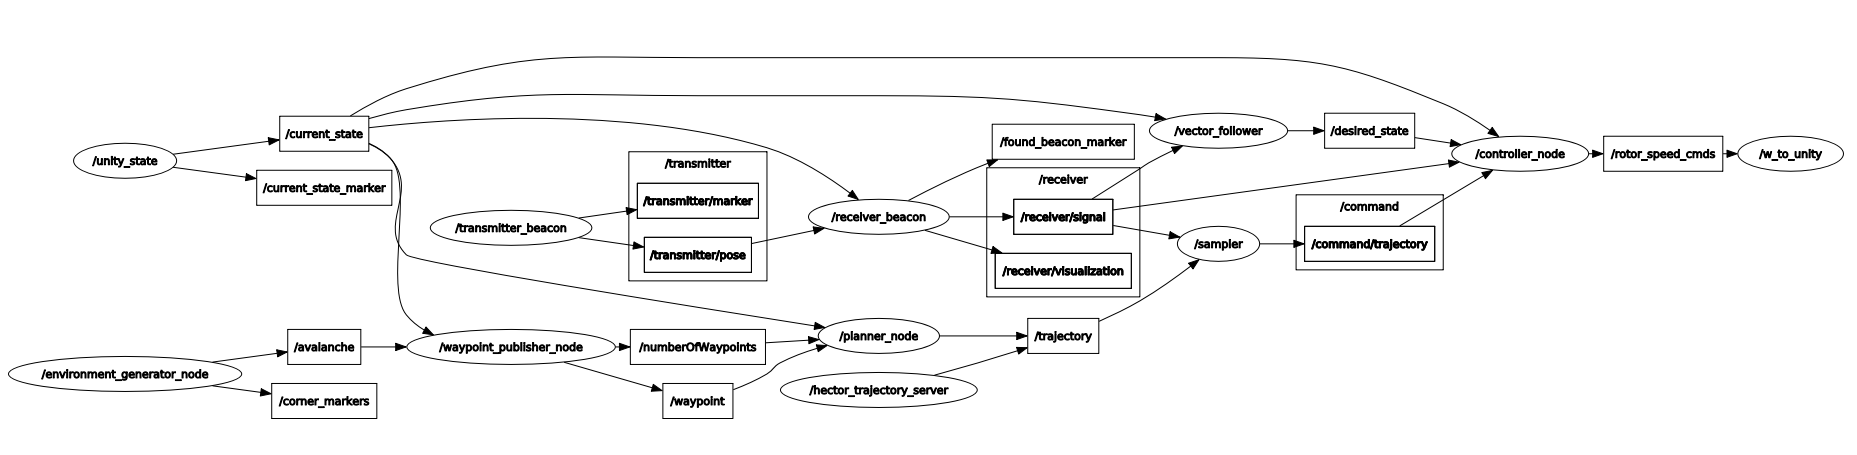 /unity_state
/current_state
/current_state_marker
/environment_generator_node
/avalanche
/corner_markers
/transmitter_beacon
/waypoint_publisher_node
/transmitter
/transmitter/marker
/transmitter/pose
/numberOfWaypoints
/waypoint
/receiver_beacon
/planner_node
/hector_trajectory_server
/found_beacon_marker
/receiver
/receiver/signal
/receiver/visualization
/trajectory
/vector_follower
/sampler
/desired_state
/command
/command/trajectory
/controller_node
/rotor_speed_cmds
/w_to_unity